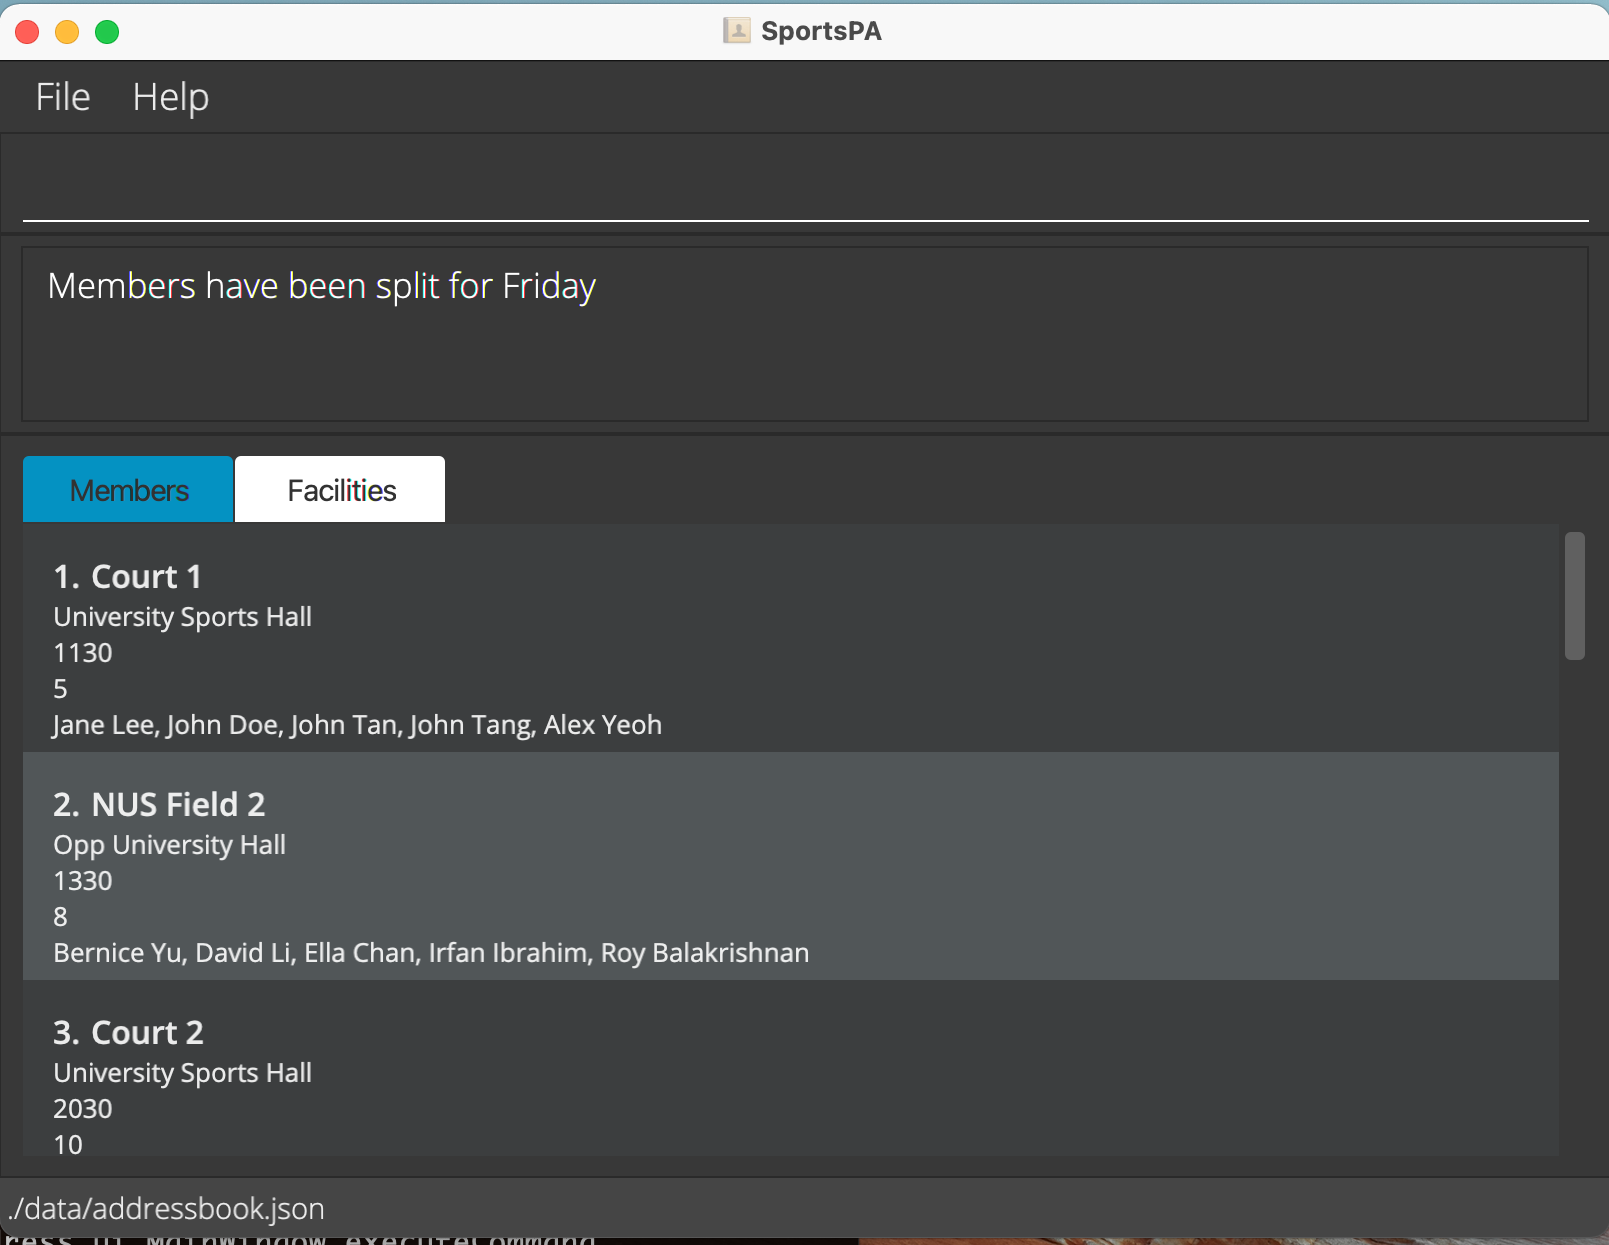 SportsPA
File Help
Members have been split for Friday
Members Facilities
1. Court 1
University Sports Hall
1130
5
Jane Lee, John Doe, John Tan, John Tang, Alex Yeoh
2. NUS Field 2
Opp University Hall
1330
8
Bernice Yu, David Li, Ella Chan, Irfan Ibrahim, Roy Balakrishnan
3. Court 2
University Sports Hall
2030
10
./data/addressbook.json